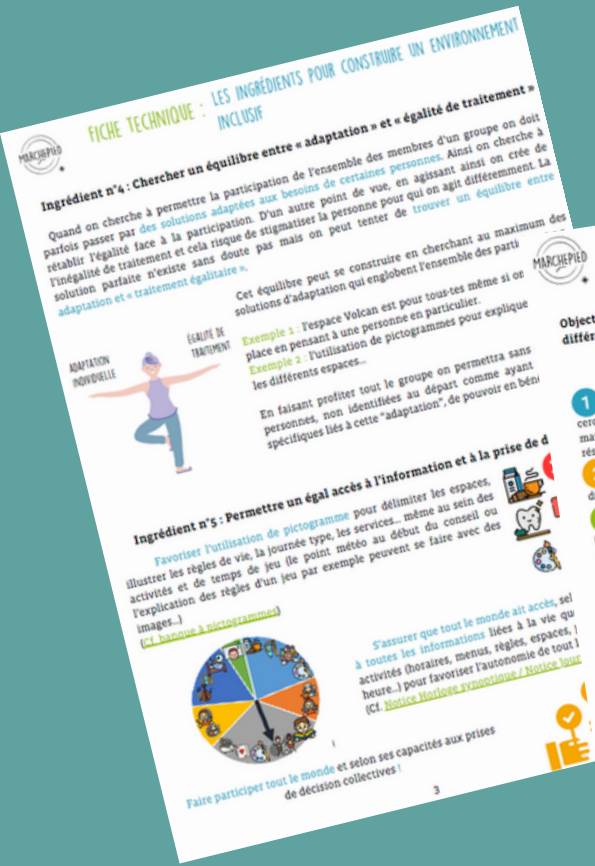 FICHE TECHNIQUE : LES INGRÉDIENTS POUR CONSTRUIRE UN ENVIRONNEMENT
INCLUSIF
MARCHEPIED
Ingrédient n°4 : Chercher un équilibre entre « adaptation » et « égalité de traitement »
Quand on cherche à permettre la participation de l'ensemble des membres d'un groupe on doit
parfois passer par des solutions adaptées aux besoins de certaines personnes. Ainsi on cherche à
rétablir l'égalité face à la participation. D'un autre point de vue, en agissant ainsi on crée de
l'inégalité de traitement et cela risque de stigmatiser la personne pour qui on agit différemment. La
solution parfaite n'existe sans doute pas mais on peut tenter de trouver un équilibre entre
adaptation et « traitement égalitaire ».
ADAPTATION
INDIVIDUELLE
ÉGALITÉ DE
TRAITEMENT
Cet équilibre peut se construire en cherchant au maximum des
solutions d'adaptation qui englobent l'ensemble des parti
Exemple 1 : l'espace Volcan est pour tous·tes même si on
place en pensant à une personne en particulier.
Exemple 2 : l'utilisation de pictogrammes pour explique
les différents espaces...
En faisant profiter tout le groupe on permettra sans
personnes, non identifiées au départ comme ayant
spécifiques liés à cette "adaptation", de pouvoir en béné
Ingrédient n°5 : Permettre un égal accès à l'information et à la prise de d
Favoriser l'utilisation de pictogramme pour délimiter les espaces,
illustrer les règles de vie, la journée type, les services... même au sein des
activités et de temps de jeu (le point météo au début du conseil ou
l'explication des règles d'un jeu par exemple peuvent se faire avec des
images...)
(Cf. banque à pictogrammes)
S'assurer que tout le monde ait accès, sel
à toutes les informations liées à la vie qu
activités (horaires, menus, règles, espaces,
heure...) pour favoriser l'autonomie de tout
(Cf. Notice Horloge synoptique / Notice Jour
Faire participer tout le monde et selon ses capacités aux prises
de décision collectives !
3
MARCHEPIED
Object
différ
1
cerc
ma
rés